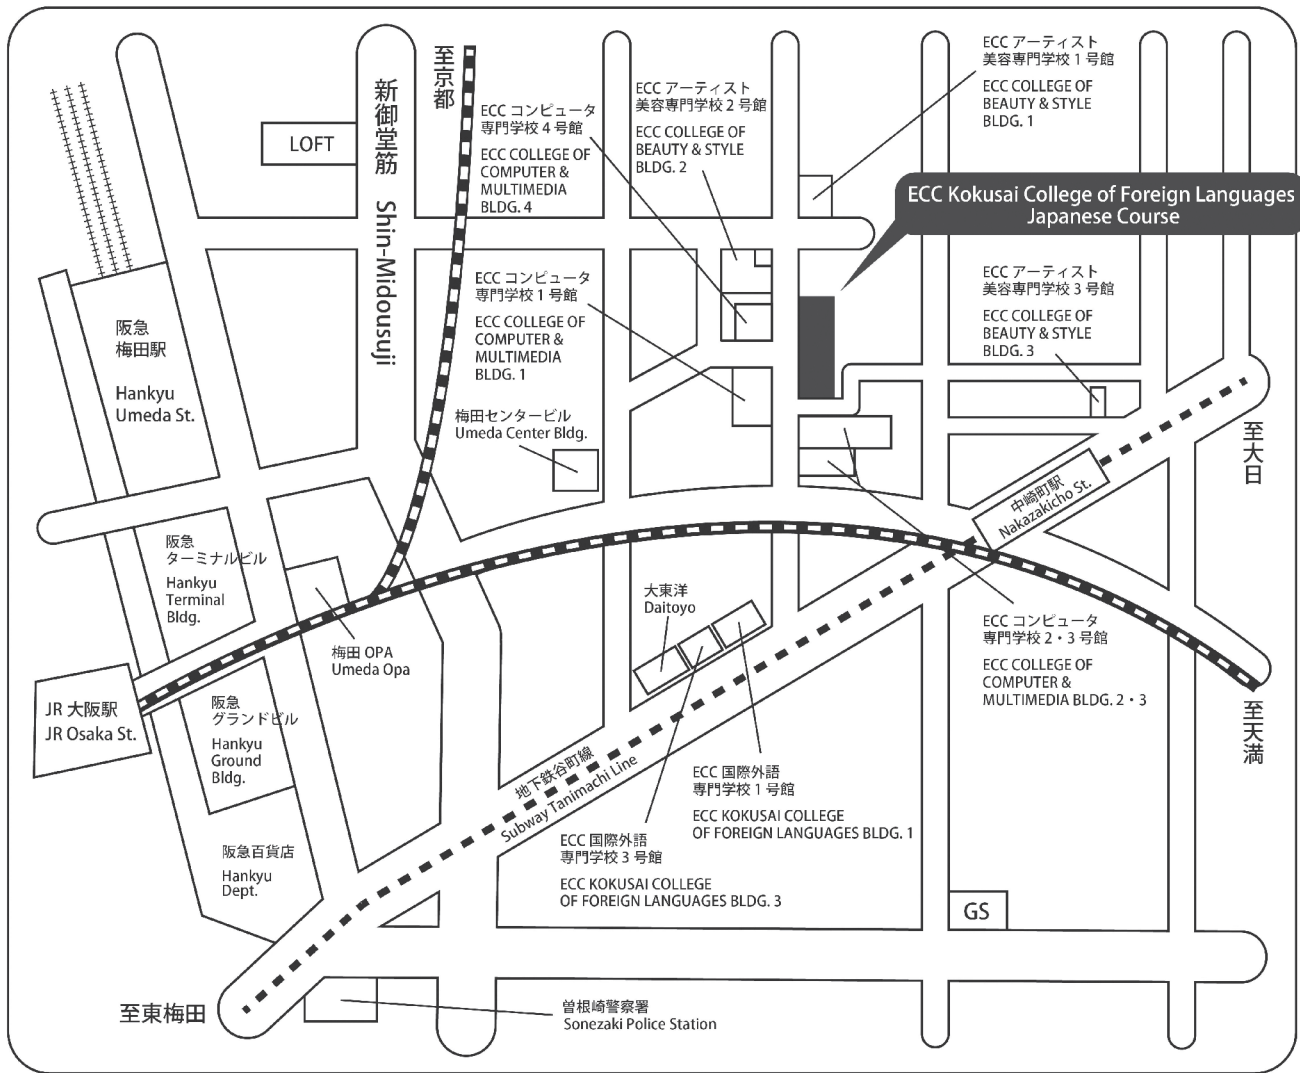 至京都
新御堂筋 Shin-Midousuji
LOFT
ECC コンピュータ
専門学校 4 号館
ECC COLLEGE OF
COMPUTER &
MULTIMEDIA
BLDG. 4
ECC アーティスト
美容専門学校 2 号館
ECC COLLEGE OF
BEAUTY & STYLE
BLDG. 2
ECC アーティスト
美容専門学校 1 号館
ECC COLLEGE OF
BEAUTY & STYLE
BLDG. 1
ECC Kokusai College of Foreign Languages
Japanese Course
ECC コンピュータ
専門学校 1 号館
ECC COLLEGE OF
COMPUTER &
MULTIMEDIA
BLDG. 1
ECC アーティスト
美容専門学校 3 号館
ECC COLLEGE OF
BEAUTY & STYLE
BLDG. 3
阪急
梅田駅
Hankyu
Umeda St.
梅田センタービル
Umeda Center Bldg.
至大日
中崎町駅
Nakazakicho St.
阪急
ターミナルビル
Hankyu
Terminal
Bldg.
大東洋
Daitoyo
梅田 OPA
Umeda Opa
ECC コンピュータ
専門学校 2・3 号館
ECC COLLEGE OF
COMPUTER &
MULTIMEDIA BLDG. 2・3
JR 大阪駅
JR Osaka St.
阪急
グランドビル
Hankyu
Ground
Bldg.
至天満
地下鉄谷町線
Subway Tanimachi Line
ECC 国際外語
専門学校 1 号館
ECC KOKUSAI COLLEGE
OF FOREIGN LANGUAGES BLDG. 1
ECC 国際外語
専門学校 3 号館
ECC KOKUSAI COLLEGE
OF FOREIGN LANGUAGES BLDG. 3
阪急百貨店
Hankyu
Dept.
GS
至東梅田
曽根崎警察署
Sonezaki Police Station